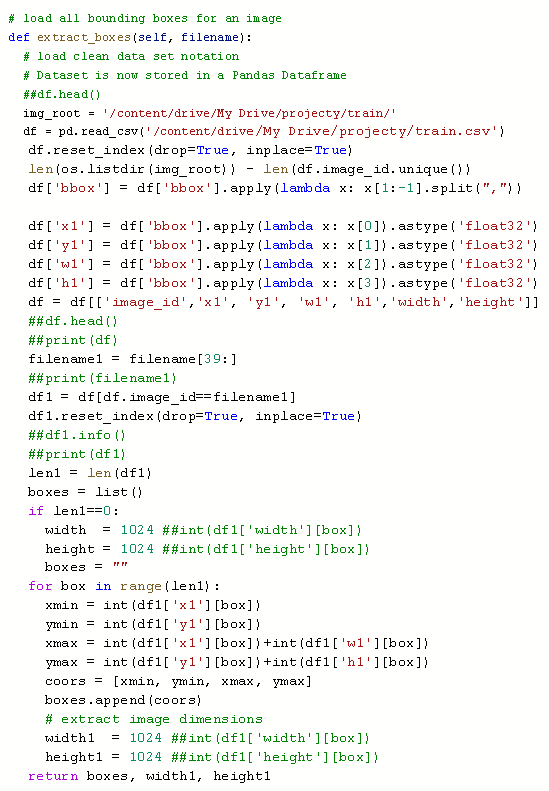 # load all bounding boxes for an image
def extract_boxes(self, filename):
# load clean data set notation
# Dataset is now stored in a Pandas Dataframe
##df.head()
img_root = '/content/drive/My Drive/projecty/train/'
df = pd.read_csv('/content/drive/My Drive/projecty/train.csv')
df.reset_index(drop=True, inplace=True)
len(os.listdir(img_root)) - len(df.image_id.unique())
df['bbox'] = df['bbox'].apply(lambda x: x[1:-1].split(","))
df['x1'] = df['bbox'].apply(lambda x: x[0]).astype('float32')
df['y1'] = df['bbox'].apply(lambda x: x[1]).astype('float32')
df['w1'] = df['bbox'].apply(lambda x: x[2]).astype('float32')
df['h1'] = df['bbox'].apply(lambda x: x[3]).astype('float32')
df = df[['image_id','x1', 'y1', 'w1', 'h1','width','height']]
##df.head()
##print(df)
filename1 = filename[39:]
##print(filename1)
df1 = df[df.image_id==filename1]
df1.reset_index(drop=True, inplace=True)
##df1.info()
##print(df1)
len1 = len(df1)
boxes = list()
if len1==0:
width  = 1024 ##int(df1['width'][box])
height = 1024 ##int(df1['height'][box])
boxes = ""
for box in range(len1):
xmin = int(df1['x1'][box])
ymin = int(df1['y1'][box])
xmax = int(df1['x1'][box])+int(df1['w1'][box])
ymax = int(df1['y1'][box])+int(df1['h1'][box])
coors = [xmin, ymin, xmax, ymax]
boxes.append(coors)
# extract image dimensions
width1  = 1024 ##int(df1['width'][box])
height1 = 1024 ##int(df1['height'][box])
return boxes, width1, height1